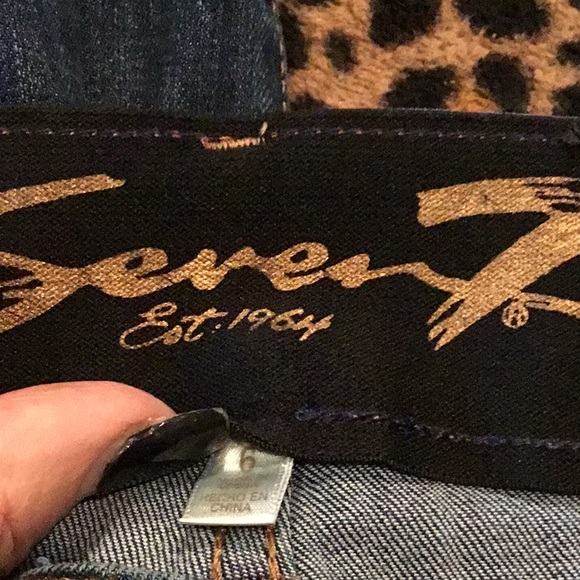 Seven7
Est. 1964
6
HECHO EN
CHINA